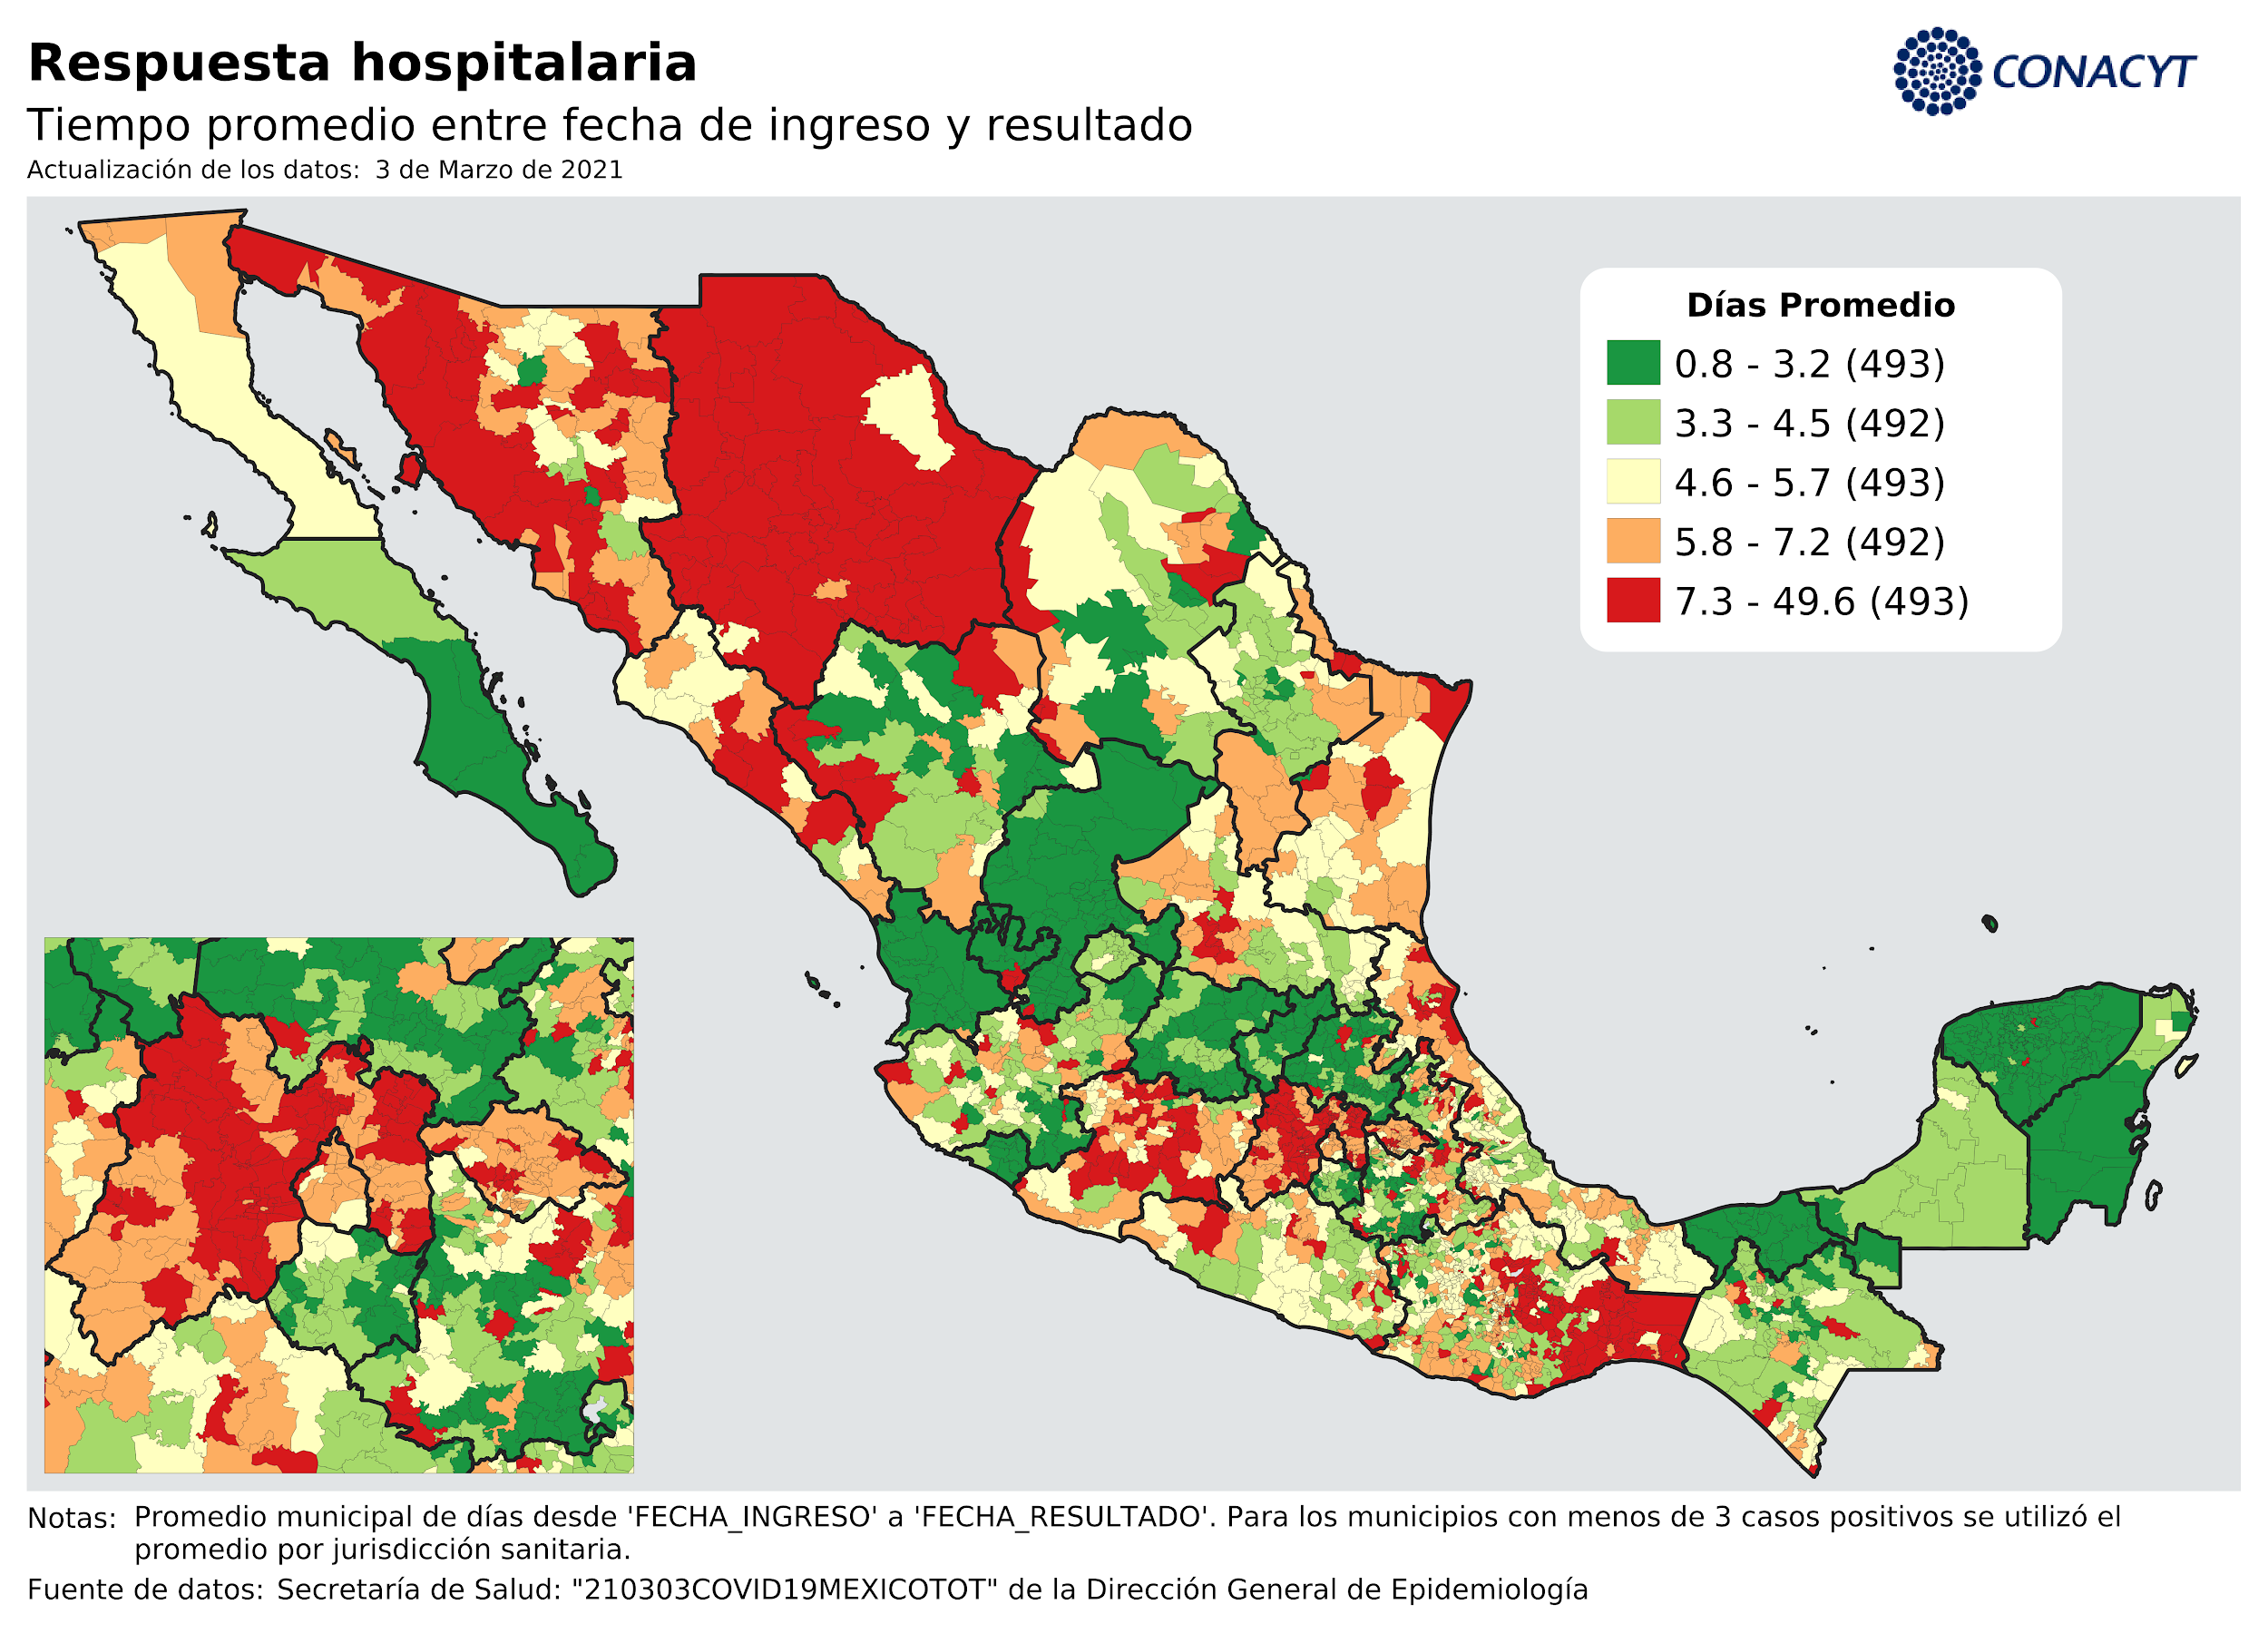 Respuesta hospitalaria
CONACYT
Tiempo promedio entre fecha de ingreso y resultado
Actualización de los datos: 3 de Marzo de 2021
Días Promedio
0.8 - 3.2 (493)
3.3 - 4.5 (492)
4.6 - 5.7 (493)
5.8 - 7.2 (492)
7.3 - 49.6 (493)
Notas: Promedio municipal de días desde 'FECHA_INGRESO' a 'FECHA_RESULTADO'. Para los municipios con menos de 3 casos positivos se utilizó el
promedio por jurisdicción sanitaria.
Fuente de datos: Secretaría de Salud: "210303COVID19MEXICOTOT" de la Dirección General de Epidemiología